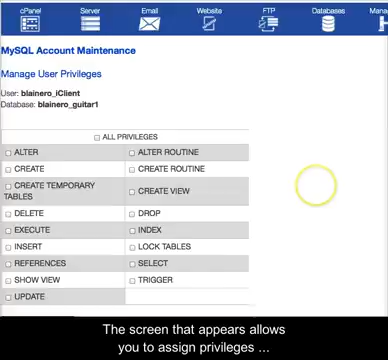 cPanel Server Email Website FTP Databases
MySQL Account Maintenance
Manage User Privileges
User: blainero_iClient
Database: blainero_guitar1
ALL PRIVILEGES
ALTER ALTER ROUTINE
CREATE CREATE ROUTINE
CREATE TEMPORARY TABLES CREATE VIEW
DELETE DROP
EXECUTE INDEX
INSERT LOCK TABLES
REFERENCES SELECT
SHOW VIEW TRIGGER
UPDATE
The screen that appears allows
you to assign privileges ...